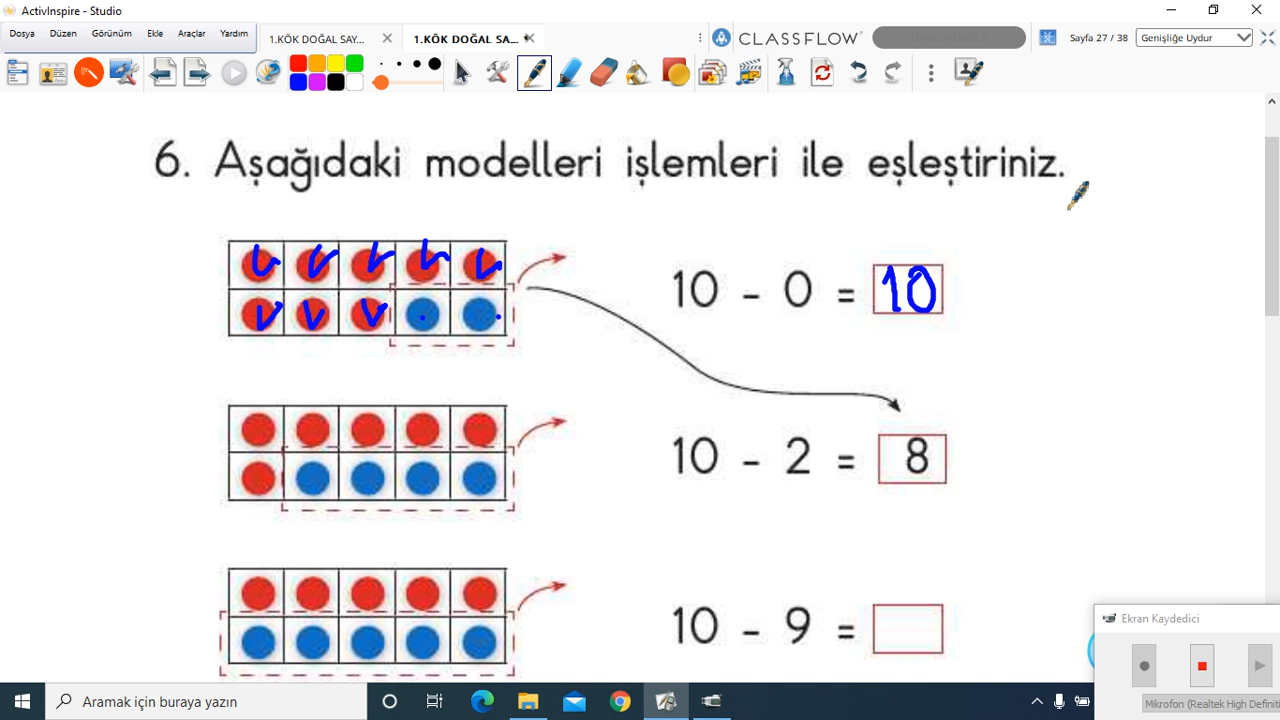 ActivInspire - Studio
Dosya Düzen Görünüm Ekle Araçlar Yardım
1.KÖK DOĞAL SAY...
1.KÖK DOĞAL SA...
CLASSFLOW
Sayfa 27 / 38
Genişliğe Uydur
6. Aşağıdaki modelleri işlemleri ile eşleştiriniz.
10 - 0 = 10
10 - 2 = 8
10 - 9 =
Ekran Kaydedici
Mikrofon (Realtek High Definiti
Aramak için buraya yazın